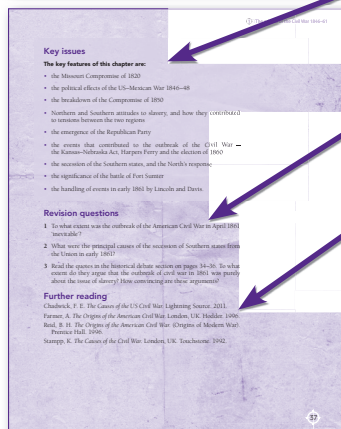 ① The
Civil War 1846–61
Key issues
The key features of this chapter are:
• the Missouri Compromise of 1820
• the political effects of the US–Mexican War 1846–48
• the breakdown of the Compromise of 1850
• Northern and Southern attitudes to slavery, and how they contributed
to tensions between the two regions
• the emergence of the Republican Party
• the events that contributed to the outbreak of the Civil War –
the Kansas–Nebraska Act, Harpers Ferry and the election of 1860
• the secession of the Southern states, and the North's response
• the significance of the battle of Fort Sumter
• the handling of events in early 1861 by Lincoln and Davis
Revision questions
1 To what extent was the outbreak of the American Civil War in April 1861
'inevitable'?
2 What were the principal causes of the secession of Southern states from
the Union in early 1861?
3 Read the quotes in the historical debate section on pages 34–36. To what
extent do they argue that the outbreak of civil war in 1861 was purely
about the issue of slavery? How convincing are these arguments?
Further reading
Chadwick, F. E. The Causes of the US Civil War. Lightning Source. 2011.
Farmer, A. The Origins of the American Civil War. London, UK. Hodder. 1996.
Reid, B. H. The Origins of the American Civil War. (Origins of Modern War).
Prentice Hall. 1996.
Stampp, K. The Causes of the Civil War. London, UK. Touchstone. 1992.
37